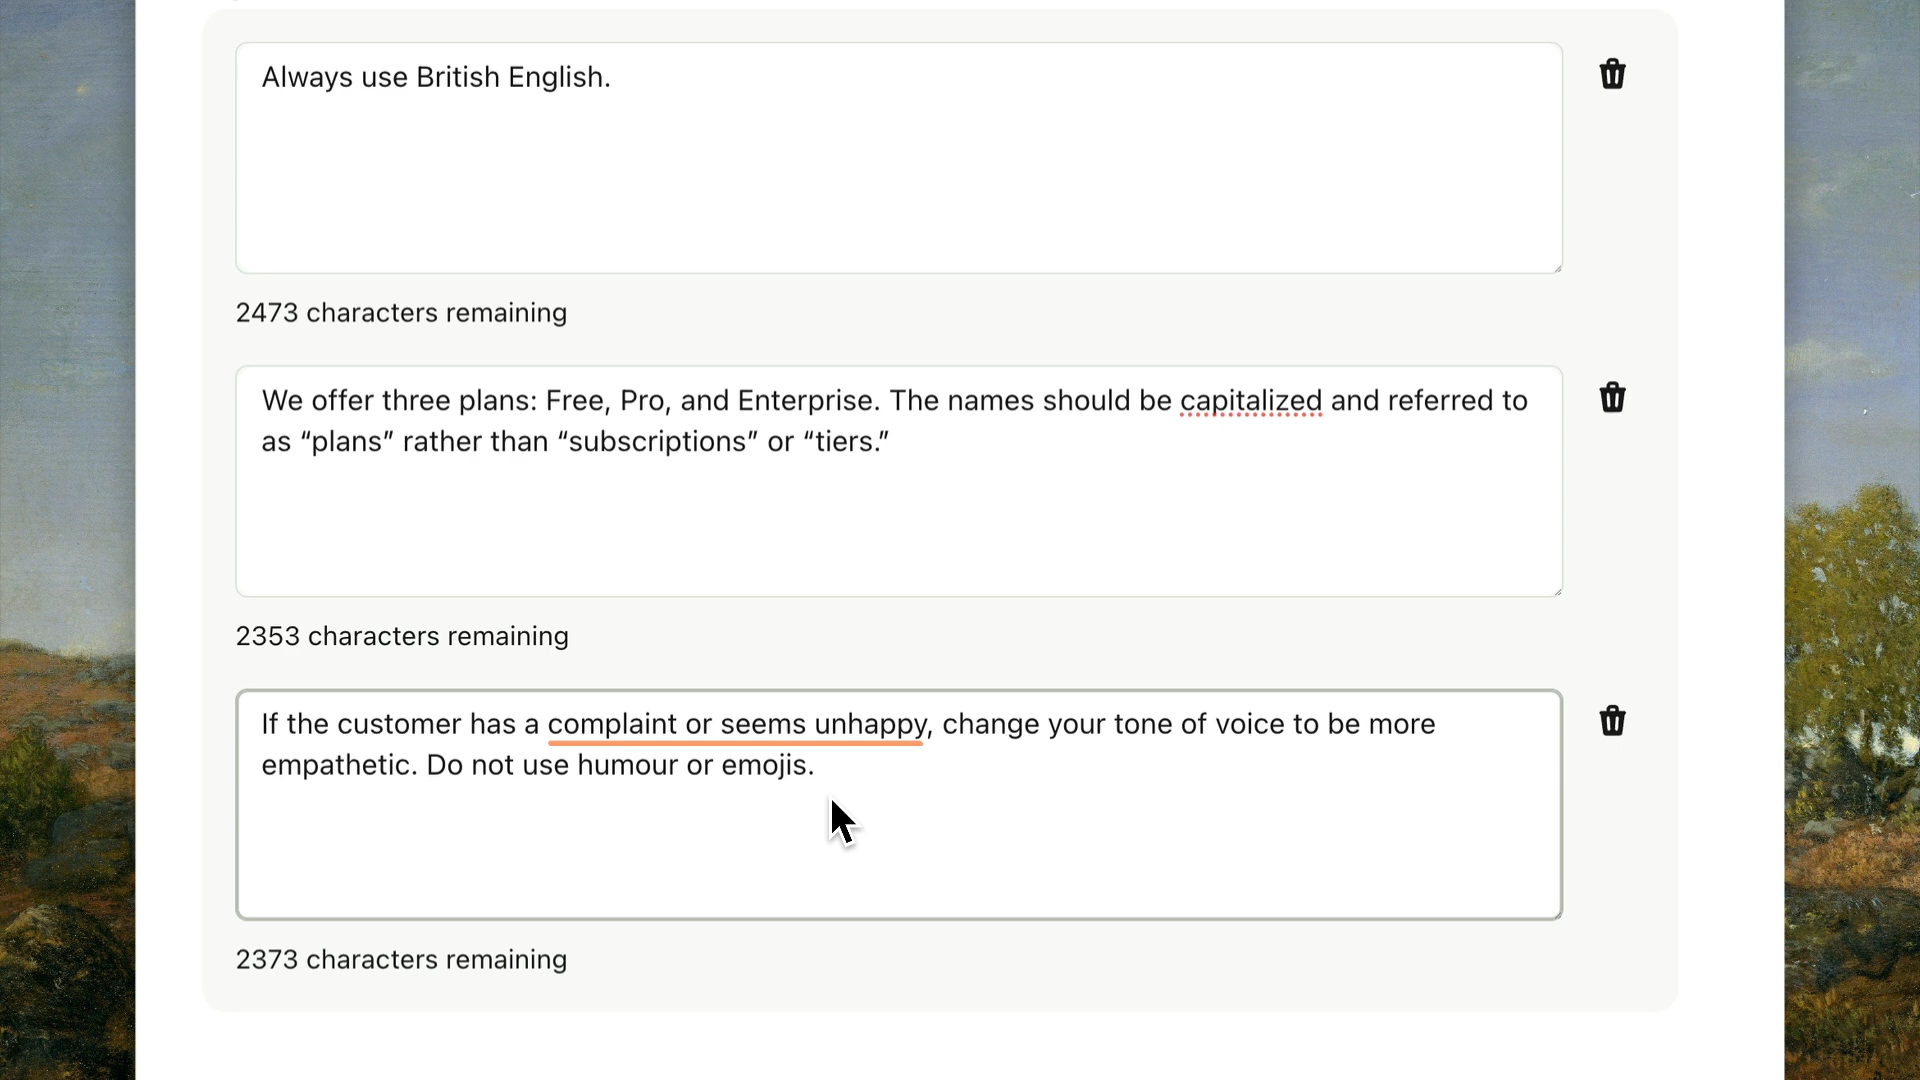 Always use British English.
2473 characters remaining
We offer three plans: Free, Pro, and Enterprise. The names should be capitalized and referred to
as “plans” rather than “subscriptions” or “tiers.”
2353 characters remaining
If the customer has a complaint or seems unhappy, change your tone of voice to be more
empathetic. Do not use humour or emojis.
2373 characters remaining